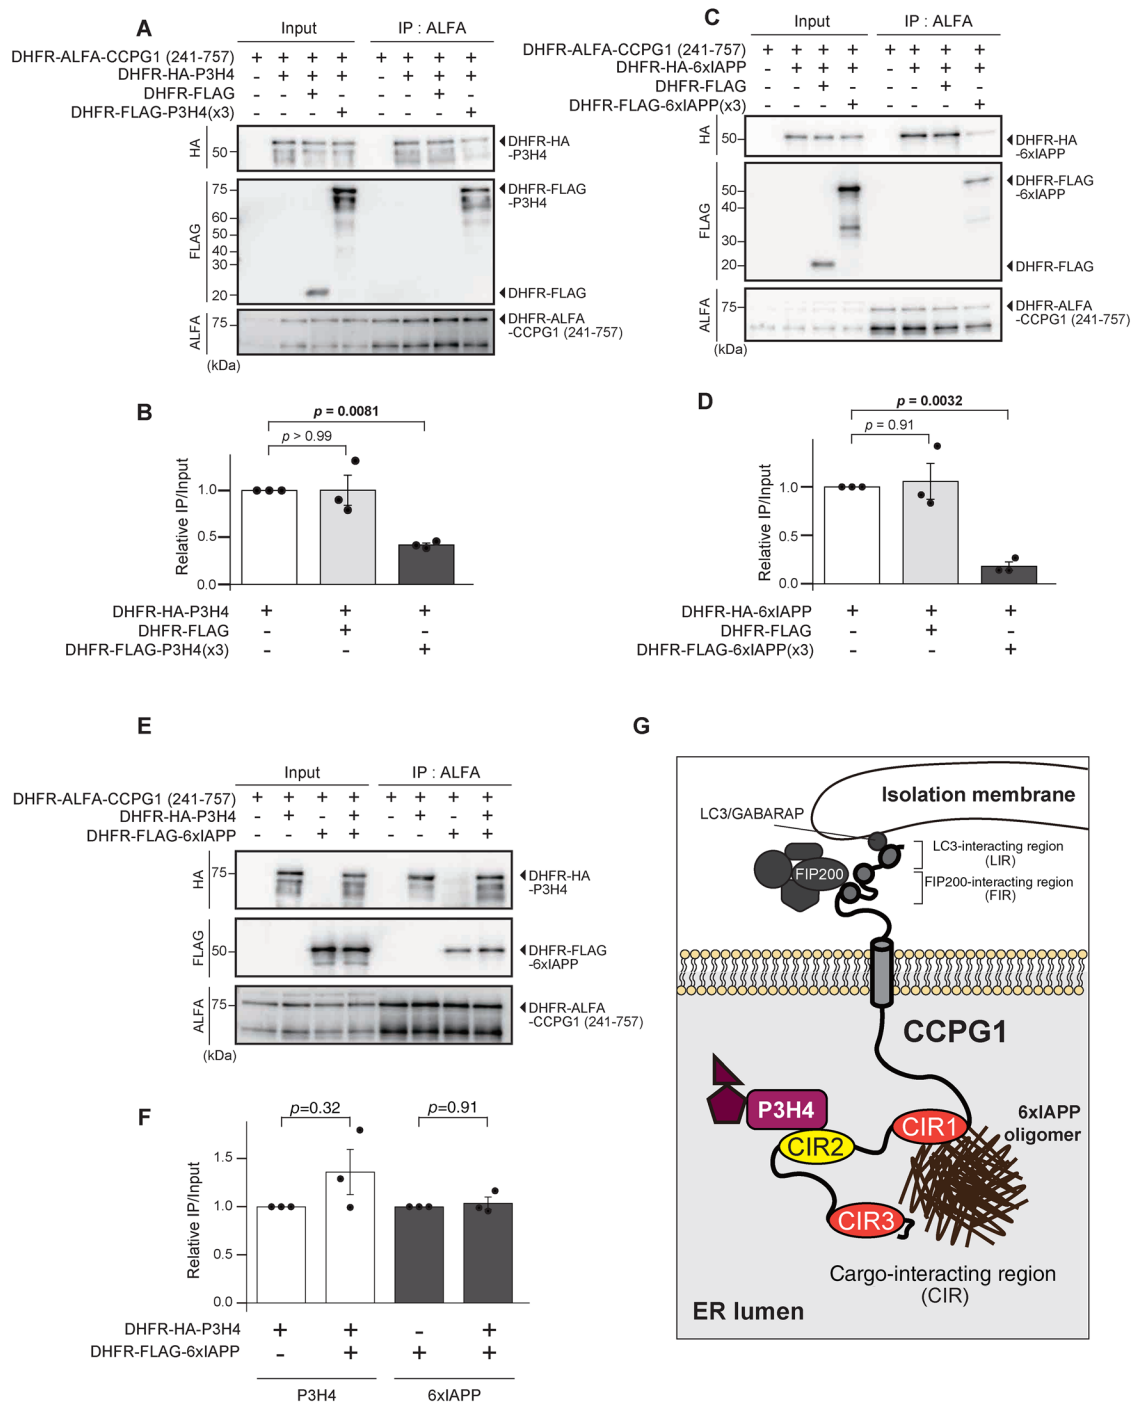 A
Input IP : ALFA
DHFR-ALFA-CCPG1 (241-757) + + + + + + + +
DHFR-HA-P3H4 - + + + - + + +
DHFR-FLAG - - + - - - + -
DHFR-FLAG-P3H4(x3) - - - + - - - +
HA
50
DHFR-HA
-P3H4
FLAG
75
60
50
40
30
20
DHFR-FLAG
-P3H4
DHFR-FLAG
ALFA
75
DHFR-ALFA
-CCPG1 (241-757)
(kDa)
C
Input IP : ALFA
DHFR-ALFA-CCPG1 (241-757) + + + + + + + +
DHFR-HA-6xIAPP - + + + - + + +
DHFR-FLAG - - + - - - + -
DHFR-FLAG-6xIAPP(x3) - - - + - - - +
HA
50
DHFR-HA
-6xIAPP
FLAG
50
40
30
20
DHFR-FLAG
-6xIAPP
DHFR-FLAG
ALFA
75
DHFR-ALFA
-CCPG1 (241-757)
(kDa)
B
p = 0.0081
p > 0.99
Relative IP/Input
1.0
0.5
0.0
DHFR-HA-P3H4 + + +
DHFR-FLAG - + -
DHFR-FLAG-P3H4(x3) - - +
D
p = 0.0032
p = 0.91
Relative IP/Input
1.0
0.5
0.0
DHFR-HA-6xIAPP + + +
DHFR-FLAG - + -
DHFR-FLAG-6xIAPP(x3) - - +
E
Input IP : ALFA
DHFR-ALFA-CCPG1 (241-757) + + + + + + + +
DHFR-HA-P3H4 - + - + - + - +
DHFR-FLAG-6xIAPP - - + + - - + +
HA
75
DHFR-HA
-P3H4
FLAG
50
DHFR-FLAG
-6xIAPP
ALFA
75
DHFR-ALFA
-CCPG1 (241-757)
(kDa)
F
p=0.32 p=0.91
Relative IP/Input
1.5
1.0
0.5
0.0
DHFR-HA-P3H4 + + - +
DHFR-FLAG-6xIAPP - + + +
P3H4 6xIAPP
G
Isolation membrane
LC3/GABARAP
LC3-interacting region
(LIR)
FIP200
FIP200-interacting region
(FIR)
CCPG1
P3H4
CIR2
CIR1
6xIAPP
oligomer
CIR3
Cargo-interacting region
(CIR)
ER lumen